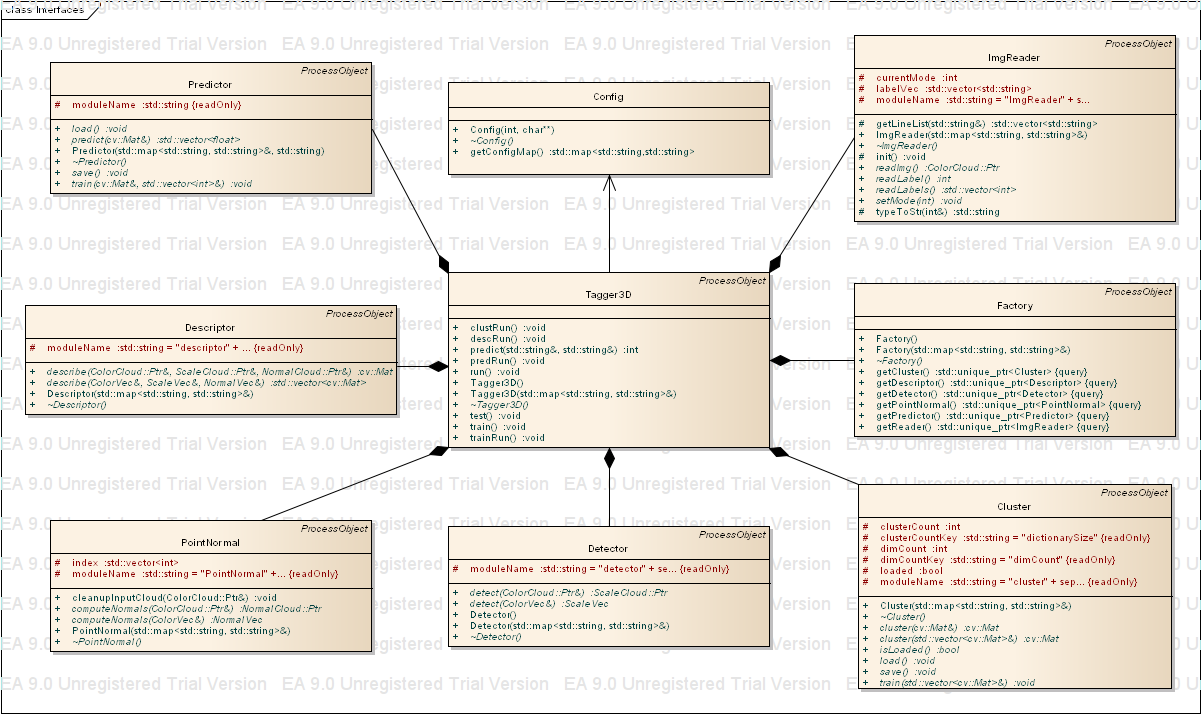 class Interfaces
EA 9.0 Unregistered Trial Version
ProcessObject
Predictor
# moduleName :std::string {readOnly}
+ load() :void
+ predict(cv::Mat&) :std::vector<float>
+ Predictor(std::map<std::string, std::string>&, std::string)
+ ~Predictor()
+ save() :void
+ train(cv::Mat&, std::vector<int>&) :void
Config
+ Config(int, char**)
+ ~Config()
+ getConfigMap() :std::map<std::string,std::string>
ProcessObject
ImgReader
# currentMode :int
# labelVec :std::vector<std::string>
# moduleName :std::string = "ImgReader" + s...
# getLineList(std::string&) :std::vector<std::string>
+ ImgReader(std::map<std::string, std::string>&)
+ ~ImgReader()
# init() :void
+ readImg() :ColorCloud::Ptr
+ readLabel() :int
+ readLabels() :std::vector<int>
+ setMode(int) :void
# typeToStr(int&) :std::string
ProcessObject
Descriptor
# moduleName :std::string = "descriptor" + ... {readOnly}
+ describe(ColorCloud::Ptr&, ScaleCloud::Ptr&, NormalCloud::Ptr&) :cv::Mat
+ describe(ColorVec&, ScaleVec&, NormalVec&) :std::vector<cv::Mat>
+ Descriptor(std::map<std::string, std::string>&)
+ ~Descriptor()
ProcessObject
Tagger3D
+ clustRun() :void
+ descRun() :void
+ predict(std::string&, std::string&) :int
+ predRun() :void
+ run() :void
+ Tagger3D()
+ Tagger3D(std::map<std::string, std::string>&)
+ ~Tagger3D()
+ test() :void
+ train() :void
+ trainRun() :void
ProcessObject
Factory
+ Factory()
+ Factory(std::map<std::string, std::string>&)
+ ~Factory()
+ getCluster() :std::unique_ptr<Cluster> {query}
+ getDescriptor() :std::unique_ptr<Descriptor> {query}
+ getDetector() :std::unique_ptr<Detector> {query}
+ getPointNormal() :std::unique_ptr<PointNormal> {query}
+ getPredictor() :std::unique_ptr<Predictor> {query}
+ getReader() :std::unique_ptr<ImgReader> {query}
ProcessObject
PointNormal
# index :std::vector<int>
# moduleName :std::string = "PointNormal" +... {readOnly}
+ cleanupInputCloud(ColorCloud::Ptr&) :void
+ computeNormals(ColorCloud::Ptr&) :NormalCloud::Ptr
+ computeNormals(ColorVec&) :NormalVec
+ PointNormal(std::map<std::string, std::string>&)
+ ~PointNormal()
ProcessObject
Detector
# moduleName :std::string = "detector" + se... {readOnly}
+ detect(ColorCloud::Ptr&) :ScaleCloud::Ptr
+ detect(ColorVec&) :ScaleVec
+ Detector()
+ Detector(std::map<std::string, std::string>&)
+ ~Detector()
ProcessObject
Cluster
# clusterCount :int
# clusterCountKey :std::string = "dictionarySize" {readOnly}
# dimCount :int
# dimCountKey :std::string = "dimCount" {readOnly}
# loaded :bool
# moduleName :std::string = "cluster" + sep... {readOnly}
+ Cluster(std::map<std::string, std::string>&)
+ ~Cluster()
+ cluster(cv::Mat&) :cv::Mat
+ cluster(std::vector<cv::Mat>&) :cv::Mat
+ isLoaded() :bool
+ load() :void
+ save() :void
+ train(std::vector<cv::Mat>&) :void